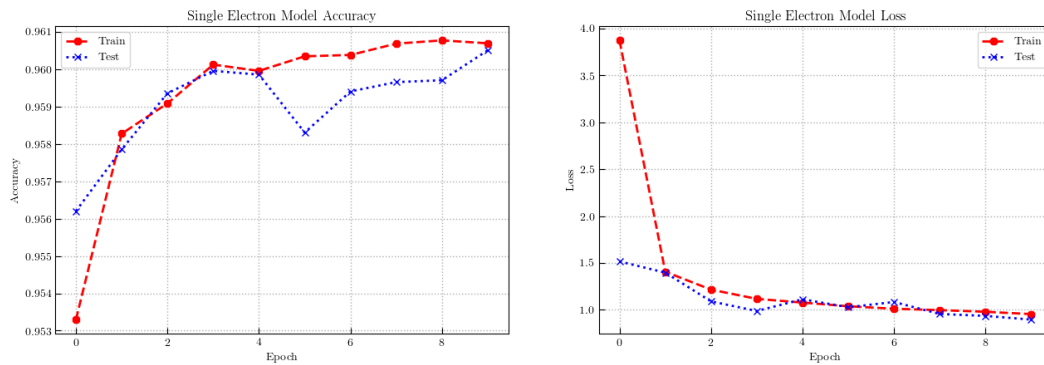 Single Electron Model Accuracy
0.961
0.960
0.959
0.958
0.957
0.956
0.955
0.954
0.953
Accuracy
Train
Test
0 2 4 6 8
Epoch
Single Electron Model Loss
4.0
3.5
3.0
2.5
2.0
1.5
1.0
Loss
Train
Test
0 2 4 6 8
Epoch